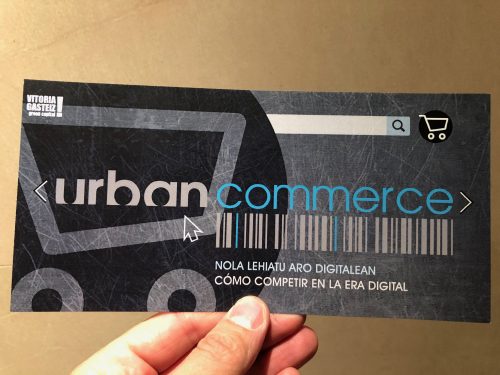 VITORIA
GASTEIZ
green capital
urbancommerce
NOLA LEHIATU ARO DIGITALEAN
CÓMO COMPETIR EN LA ERA DIGITAL